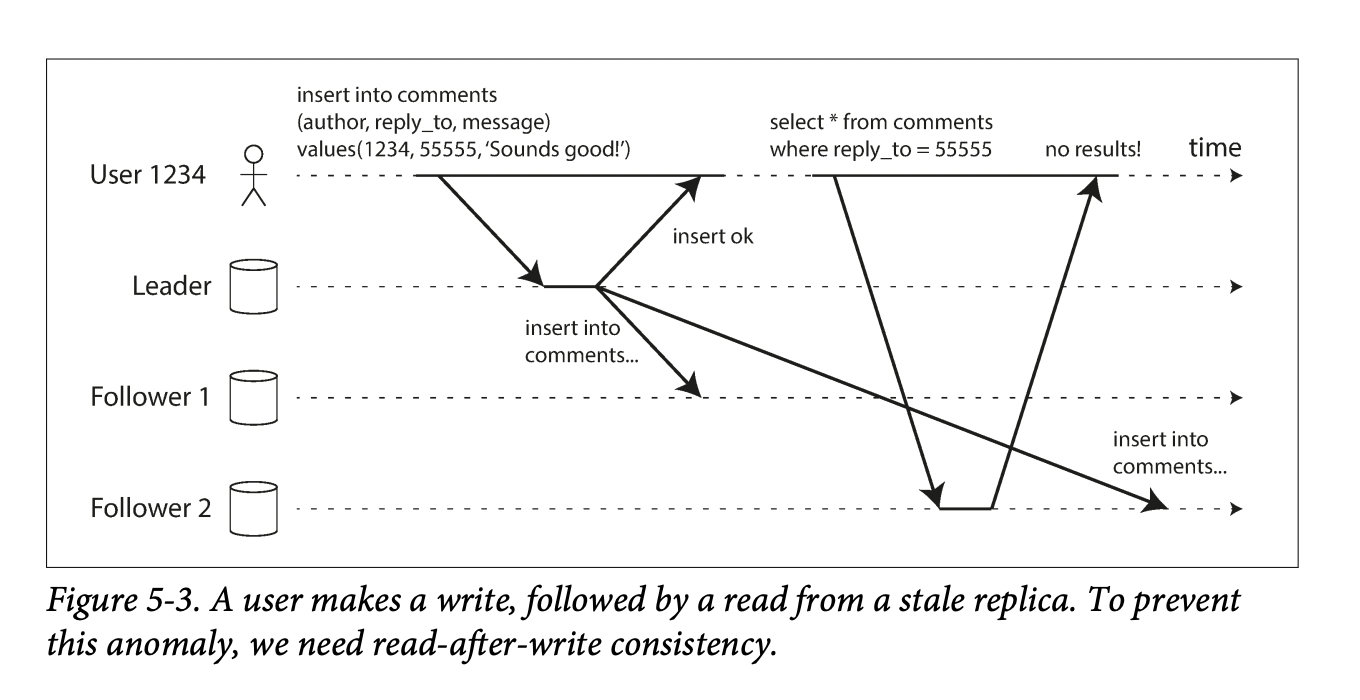 insert into comments
(author, reply_to, message)
values(1234, 55555, ‘Sounds good!’)
select * from comments
where reply_to = 55555
no results!
time
User 1234
insert ok
Leader
insert into
comments...
Follower 1
insert into
comments...
Follower 2
Figure 5-3. A user makes a write, followed by a read from a stale replica. To prevent
this anomaly, we need read-after-write consistency.